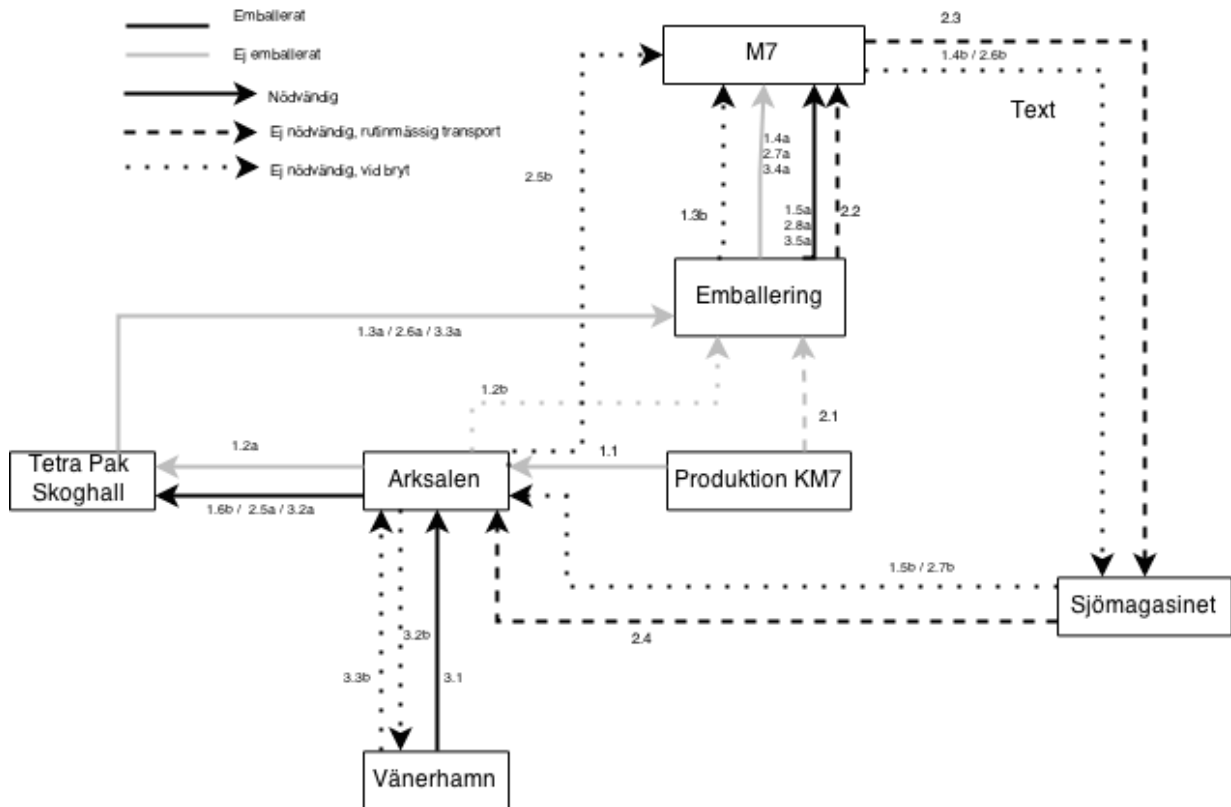 Emballerat
Ej emballerat
Nödvändig
Ej nödvändig, rutinmässig transport
Ej nödvändig, vid bryt
M7
2.3
1.4b / 2.6b
Text
2.5b
1.3b
1.4a
2.7a
3.4a
1.5a
2.8a
3.5a
2.2
Emballering
1.3a / 2.6a / 3.3a
1.2b
2.1
Tetra Pak
Skoghall
1.2a
Arksalen
1.1
Produktion KM7
1.6b / 2.5a / 3.2a
1.5b / 2.7b
Sjömagasinet
2.4
3.2b
3.3b
3.1
Vänerhamn